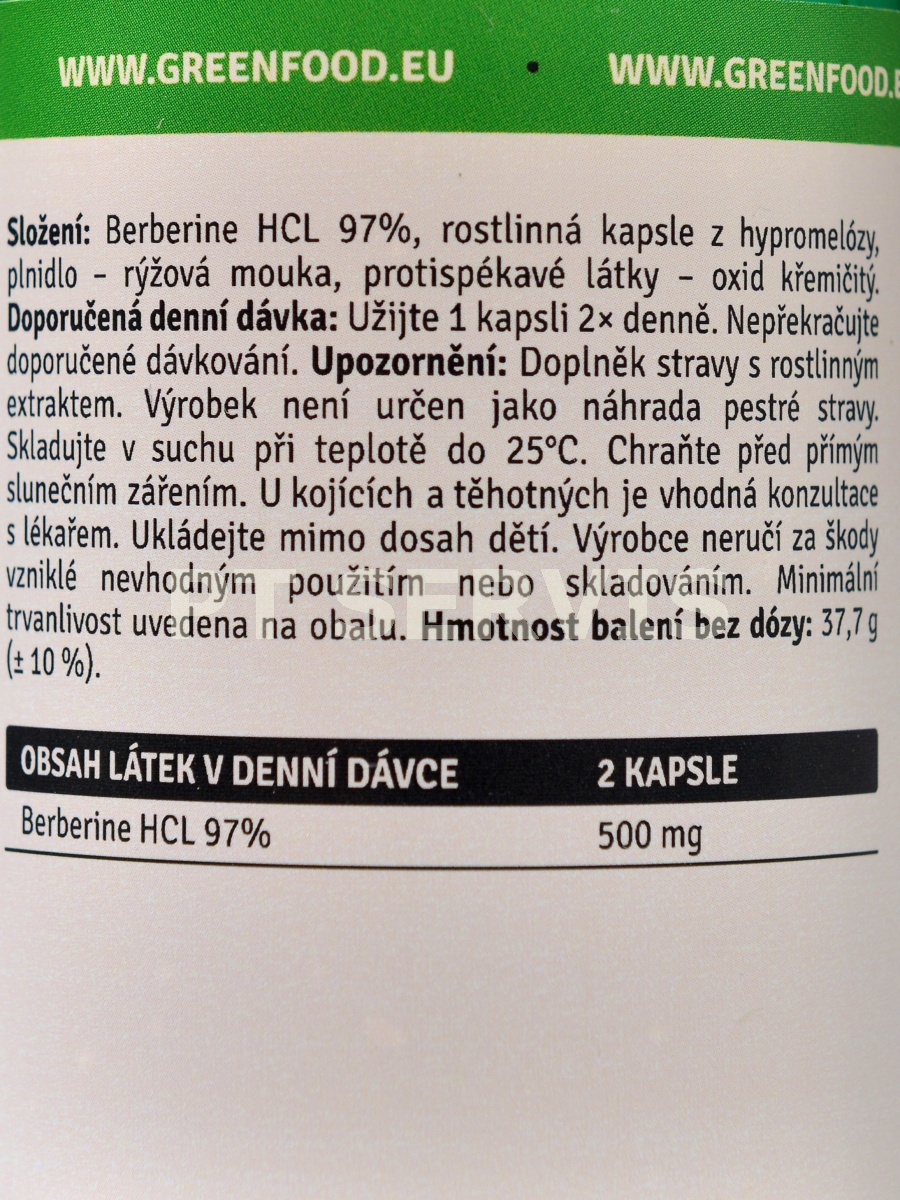 WWW.GREENFOOD.EU • WWW.GREENFOOD.E
Složení: Berberine HCL 97%, rostlinná kapsle z hypromelózy,
plnidlo – rýžová mouka, protispékavé látky – oxid křemičitý.
Doporučená denní dávka: Užijte 1 kapsli 2× denně. Nepřekračujte
doporučené dávkování. Upozornění: Doplněk stravy s rostlinným
extraktem. Výrobek není určen jako náhrada pestré stravy.
Skladujte v suchu při teplotě do 25°C. Chraňte před přímým
slunečním zářením. U kojících a těhotných je vhodná konzultace
s lékařem. Ukládejte mimo dosah dětí. Výrobce neručí za škody
vzniklé nevhodným použitím nebo skladováním. Minimální
PT SERVIS
trvanlivost uvedena na obalu. Hmotnost balení bez dózy: 37,7 g
(± 10 %).
OBSAH LÁTEK V DENNÍ DÁVCE 2 KAPSLE
Berberine HCL 97% 500 mg